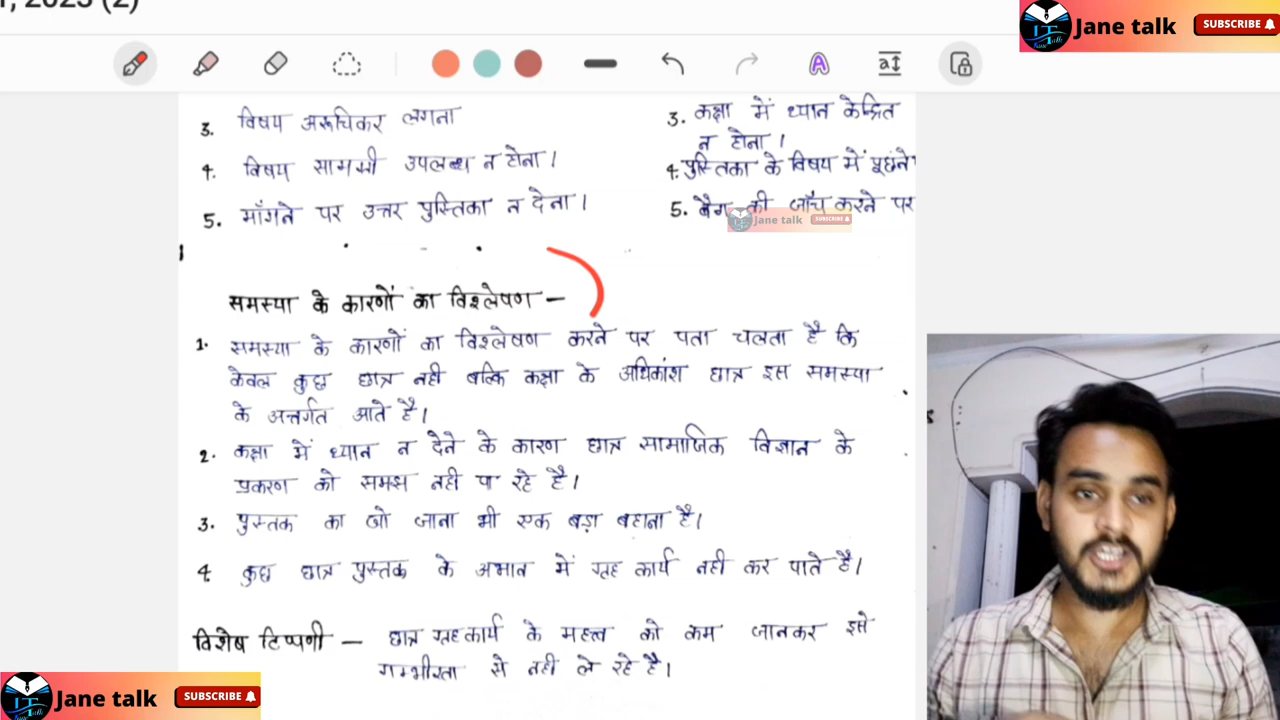 Jane talk SUBSCRIBE
3. विषय अरूचिकर लगना
4. विषय सामग्री उपलब्ध न होना।
5. माँगने पर उत्तर पुस्तिका न देना।
3. कक्षा में ध्यान केन्द्रित
न होना।
4. पुस्तिका के विषय में पूछने
5. बैग की जाँच करने पर
Jane talk SUBSCRIBE
समस्या के कारणों का विश्लेषण –
1. समस्या के कारणों का विश्लेषण करने पर पता चलता है कि
केवल कुछ छात्र नही बल्कि कक्षा के अधिकांश छात्र इस समस्या
के अन्तर्गत आते है।
2. कक्षा में ध्यान न देने के कारण छात्र सामाजिक विज्ञान के
प्रकरण को समझ नही पा रहे है।
3. पुस्तक का खो जाना भी एक बड़ा बहाना है।
4. कुछ छात्र पुस्तक के अभाव में गृह कार्य नही कर पाते है।
विशेष टिप्पणी – छात्र गृहकार्य के महत्व को कम जानकर इसे
गम्भीरता से नही ले रहे है।
Jane talk SUBSCRIBE